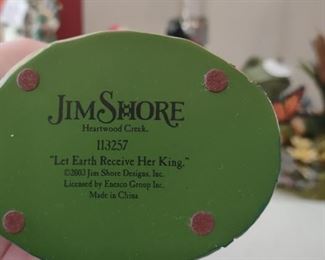 JIM SHORE
Heartwood Creek.
113257
"Let Earth Receive Her King."
©2003 Jim Shore Designs, Inc.
Licensed by Enesco Group Inc.
Made in China